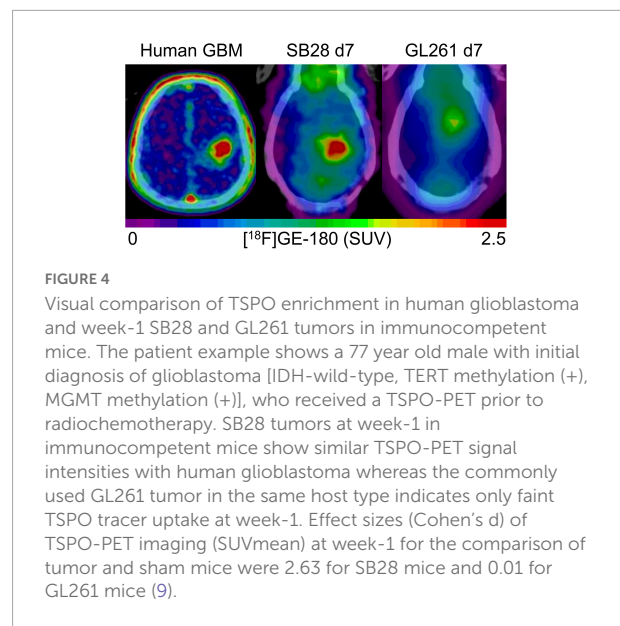 Human GBM SB28 d7 GL261 d7
0 [¹⁸F]GE-180 (SUV) 2.5
FIGURE 4
Visual comparison of TSPO enrichment in human glioblastoma
and week-1 SB28 and GL261 tumors in immunocompetent
mice. The patient example shows a 77 year old male with initial
diagnosis of glioblastoma [IDH-wild-type, TERT methylation (+),
MGMT methylation (+)], who received a TSPO-PET prior to
radiochemotherapy. SB28 tumors at week-1 in
immunocompetent mice show similar TSPO-PET signal
intensities with human glioblastoma whereas the commonly
used GL261 tumor in the same host type indicates only faint
TSPO tracer uptake at week-1. Effect sizes (Cohen's d) of
TSPO-PET imaging (SUVmean) at week-1 for the comparison of
tumor and sham mice were 2.63 for SB28 mice and 0.01 for
GL261 mice (9).